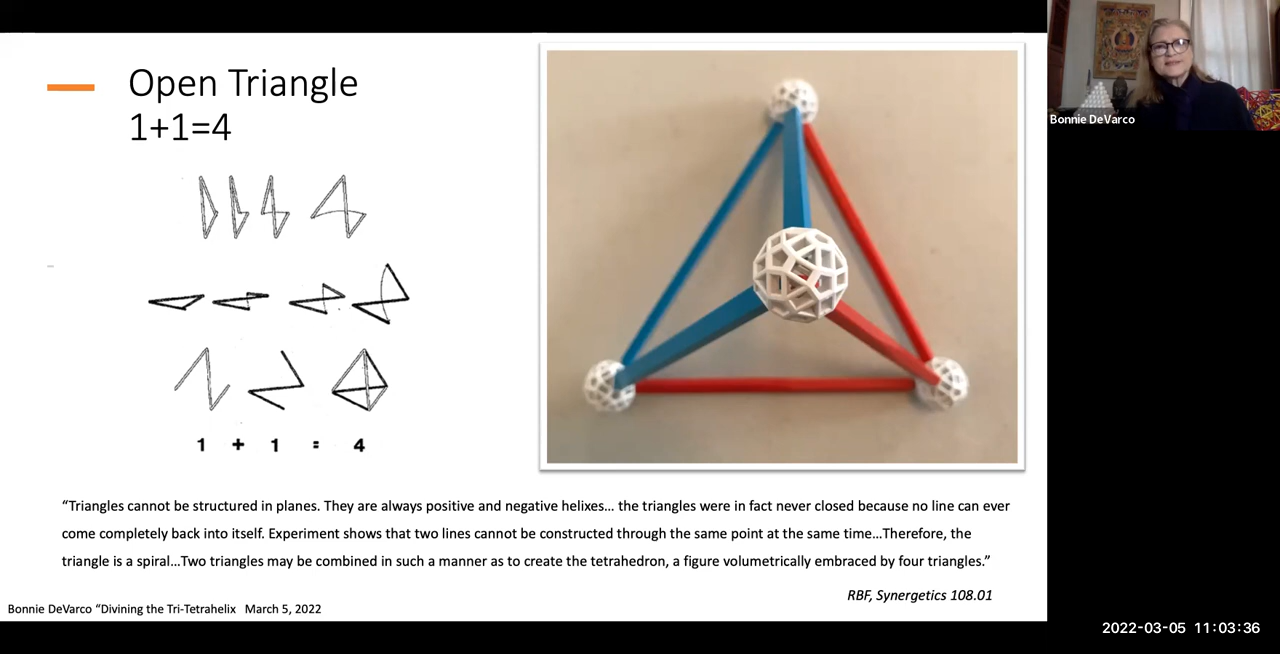 Open Triangle
1+1=4
1 + 1 = 4
“Triangles cannot be structured in planes. They are always positive and negative helixes… the triangles were in fact never closed because no line can ever
come completely back into itself. Experiment shows that two lines cannot be constructed through the same point at the same time…Therefore, the
triangle is a spiral…Two triangles may be combined in such a manner as to create the tetrahedron, a figure volumetrically embraced by four triangles.”
RBF, Synergetics 108.01
Bonnie DeVarco “Divining the Tri-Tetrahelix March 5, 2022
Bonnie DeVarco
2022-03-05 11:03:36